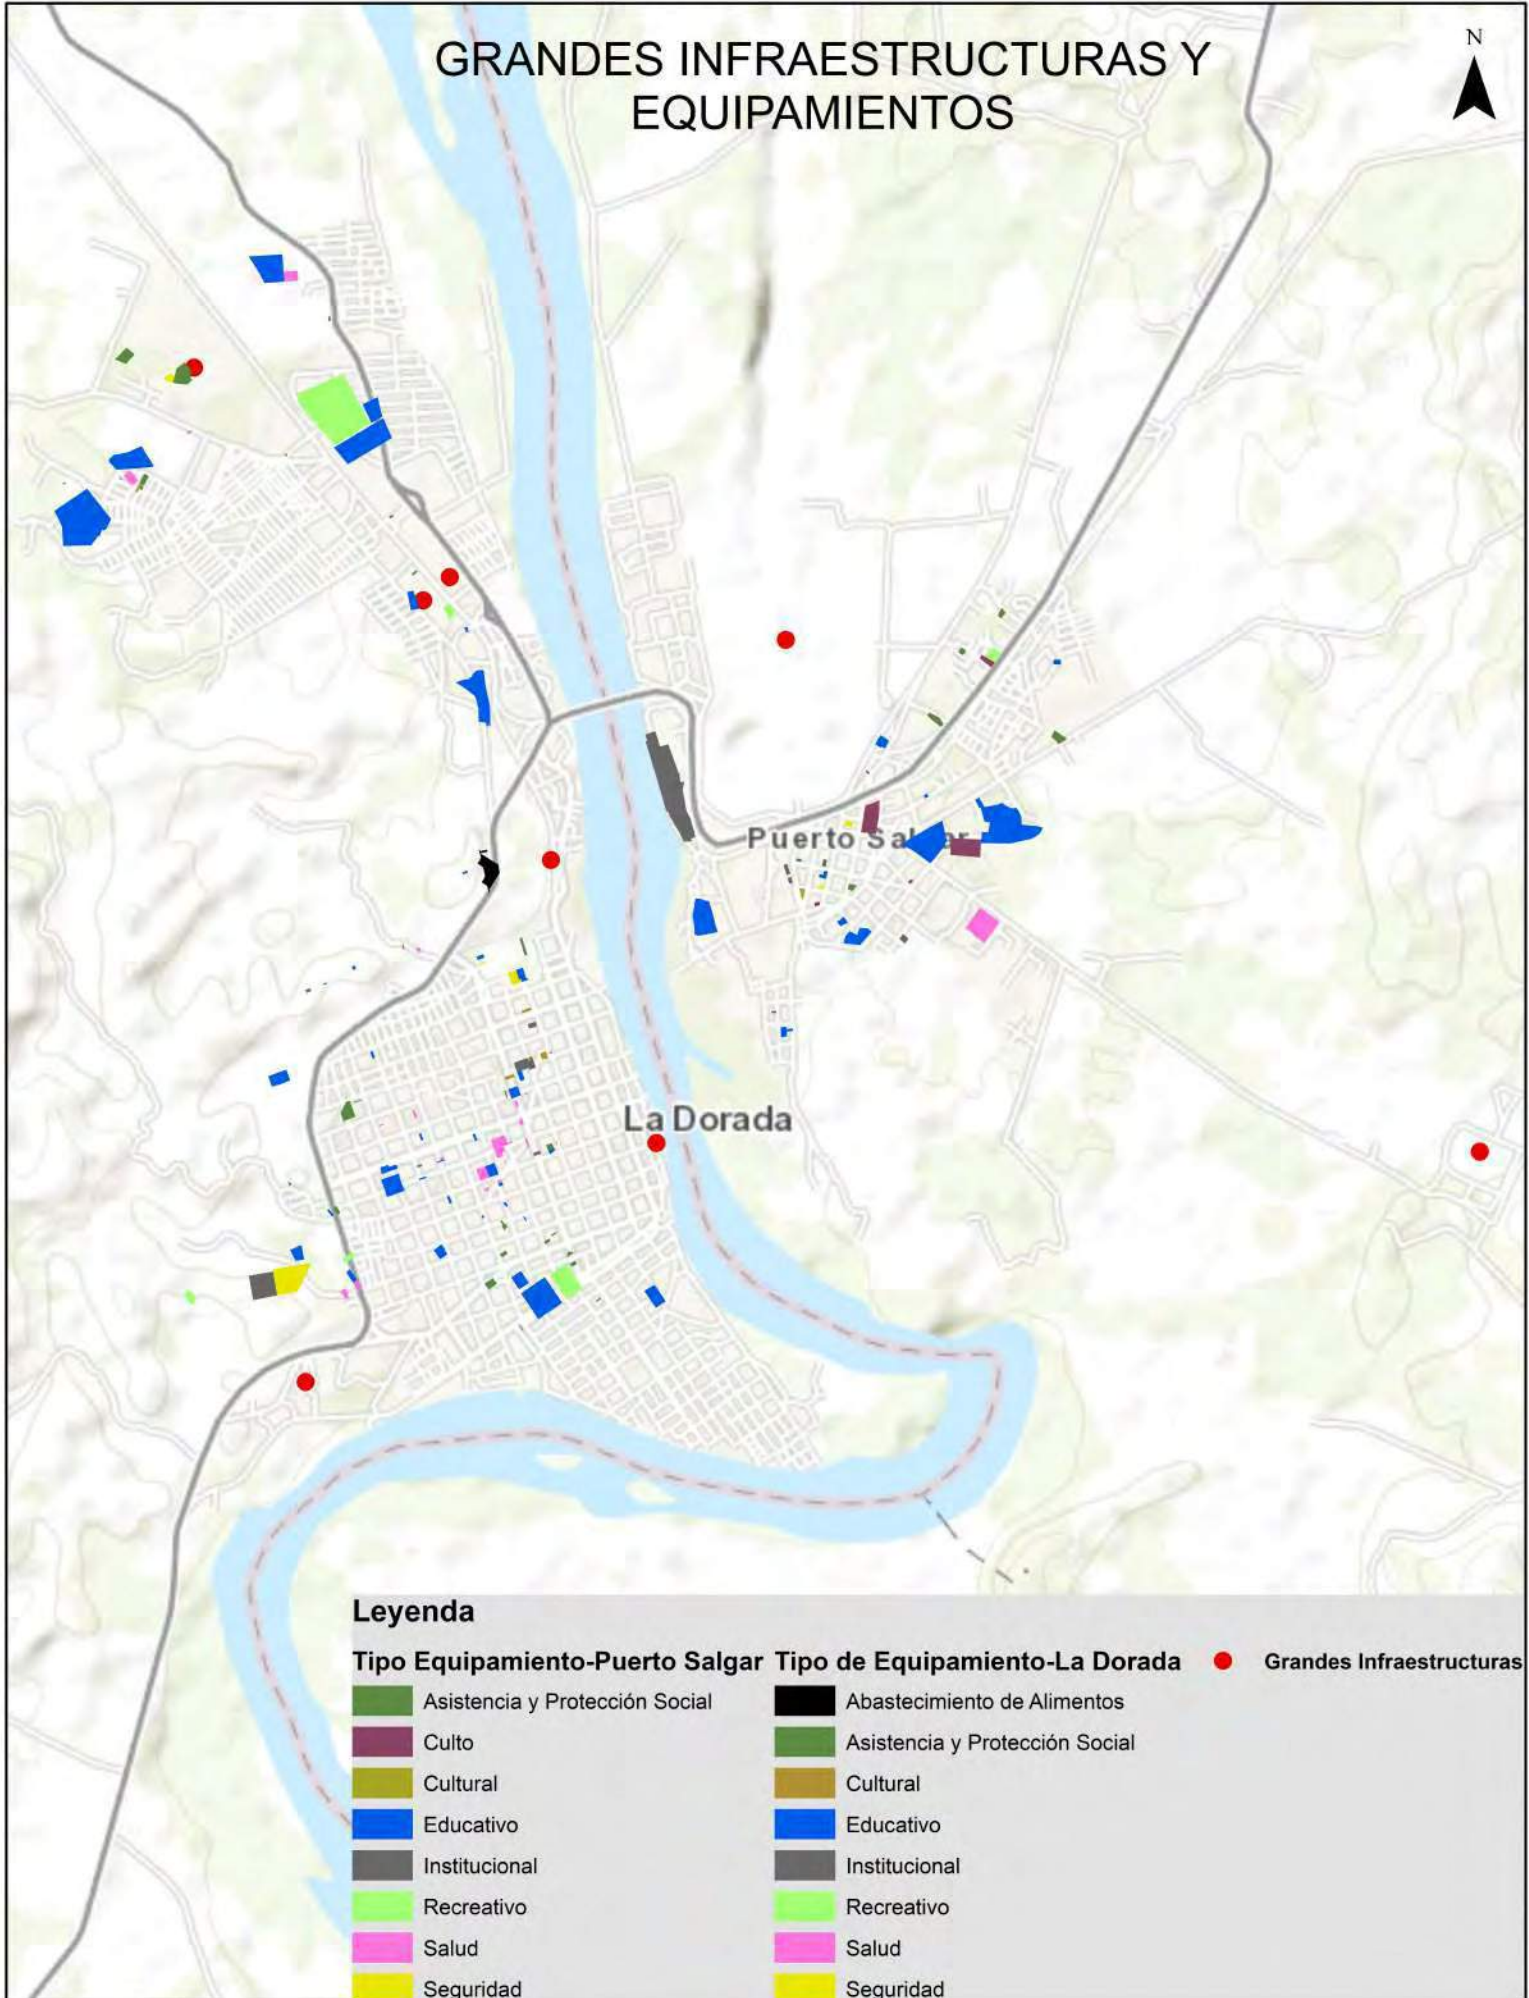 GRANDES INFRAESTRUCTURAS Y
EQUIPAMIENTOS
N
Puerto Salgar
La Dorada
Leyenda
Tipo Equipamiento-Puerto Salgar
Asistencia y Protección Social
Culto
Cultural
Educativo
Institucional
Recreativo
Salud
Seguridad
Tipo de Equipamiento-La Dorada
Abastecimiento de Alimentos
Asistencia y Protección Social
Cultural
Educativo
Institucional
Recreativo
Salud
Seguridad
Grandes Infraestructuras